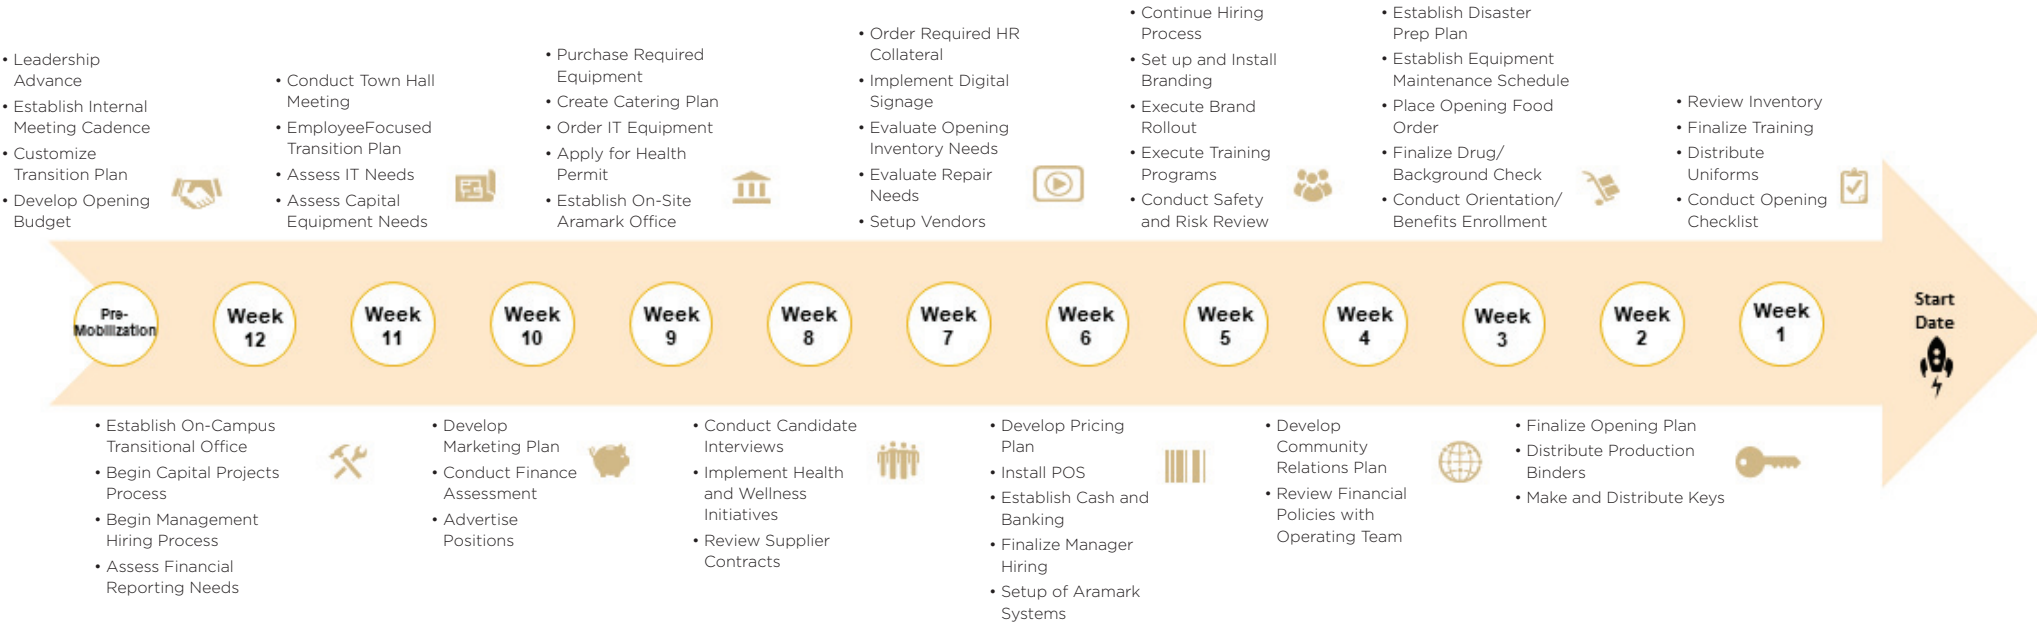 • Leadership
Advance
• Establish Internal
Meeting Cadence
• Customize
Transition Plan
• Develop Opening
Budget
• Conduct Town Hall
Meeting
• EmployeeFocused
Transition Plan
• Assess IT Needs
• Assess Capital
Equipment Needs
• Purchase Required
Equipment
• Create Catering Plan
• Order IT Equipment
• Apply for Health
Permit
• Establish On-Site
Aramark Office
• Order Required HR
Collateral
• Implement Digital
Signage
• Evaluate Opening
Inventory Needs
• Evaluate Repair
Needs
• Setup Vendors
• Continue Hiring
Process
• Set up and Install
Branding
• Execute Brand
Rollout
• Execute Training
Programs
• Conduct Safety
and Risk Review
• Establish Disaster
Prep Plan
• Establish Equipment
Maintenance Schedule
• Place Opening Food
Order
• Finalize Drug/
Background Check
• Conduct Orientation/
Benefits Enrollment
• Review Inventory
• Finalize Training
• Distribute
Uniforms
• Conduct Opening
Checklist
Pre-
Mobilization
Week
12
Week
11
Week
10
Week
9
Week
8
Week
7
Week
6
Week
5
Week
4
Week
3
Week
2
Week
1
Start
Date
• Establish On-Campus
Transitional Office
• Begin Capital Projects
Process
• Begin Management
Hiring Process
• Assess Financial
Reporting Needs
• Develop
Marketing Plan
• Conduct Finance
Assessment
• Advertise
Positions
• Conduct Candidate
Interviews
• Implement Health
and Wellness
Initiatives
• Review Supplier
Contracts
• Develop Pricing
Plan
• Install POS
• Establish Cash and
Banking
• Finalize Manager
Hiring
• Setup of Aramark
Systems
• Develop
Community
Relations Plan
• Review Financial
Policies with
Operating Team
• Finalize Opening Plan
• Distribute Production
Binders
• Make and Distribute Keys